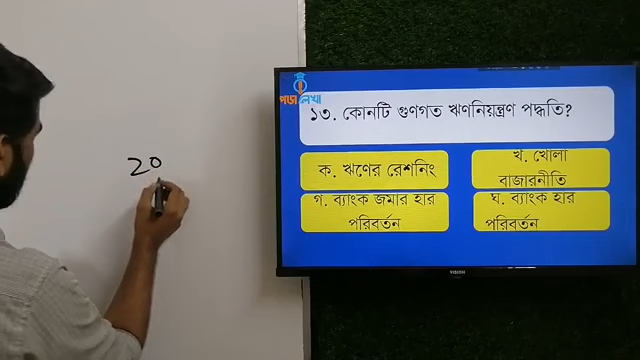 20
পড়ালেখা
১৩. কোনটি গুণগত ঋণনিয়ন্ত্রণ পদ্ধতি?
ক. ঋণের রেশনিং
খ. খোলা
বাজারনীতি
গ. ব্যাংক জমার হার
পরিবর্তন
ঘ. ব্যাংক হার
পরিবর্তন
VISION